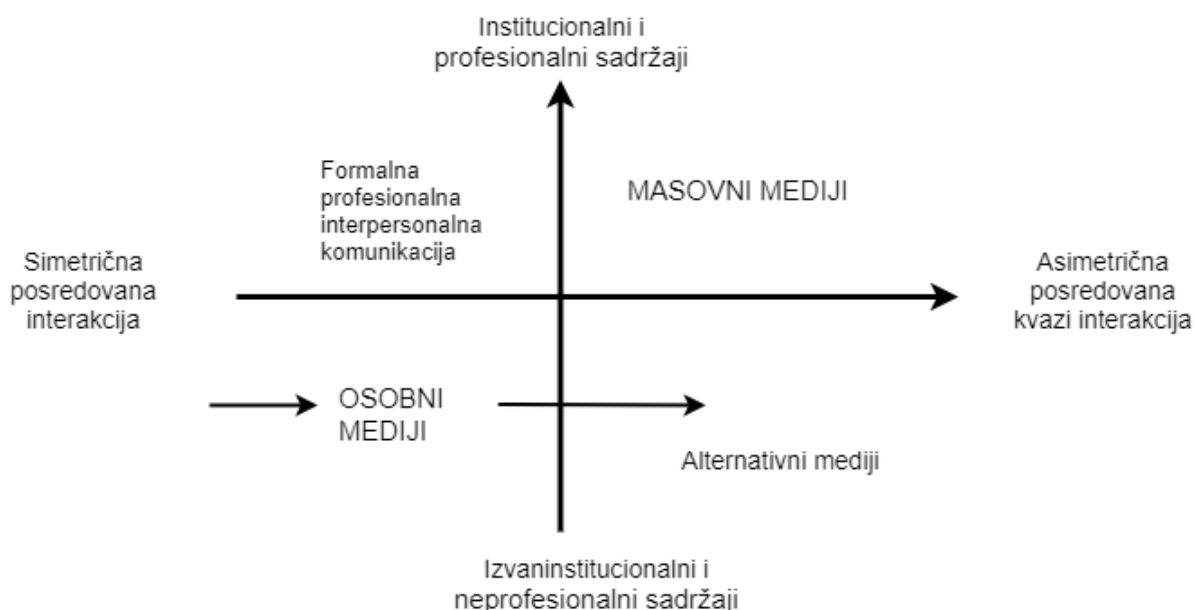 Institucionalni i
profesionalni sadržaji
Formalna
profesionalna
interpersonalna
komunikacija
MASOVNI MEDIJI
Simetrična
posredovana
interakcija
Asimetrična
posredovana
kvazi interakcija
OSOBNI
MEDIJI
Alternativni mediji
Izvaninstitucionalni i
neprofesionalni sadržaji